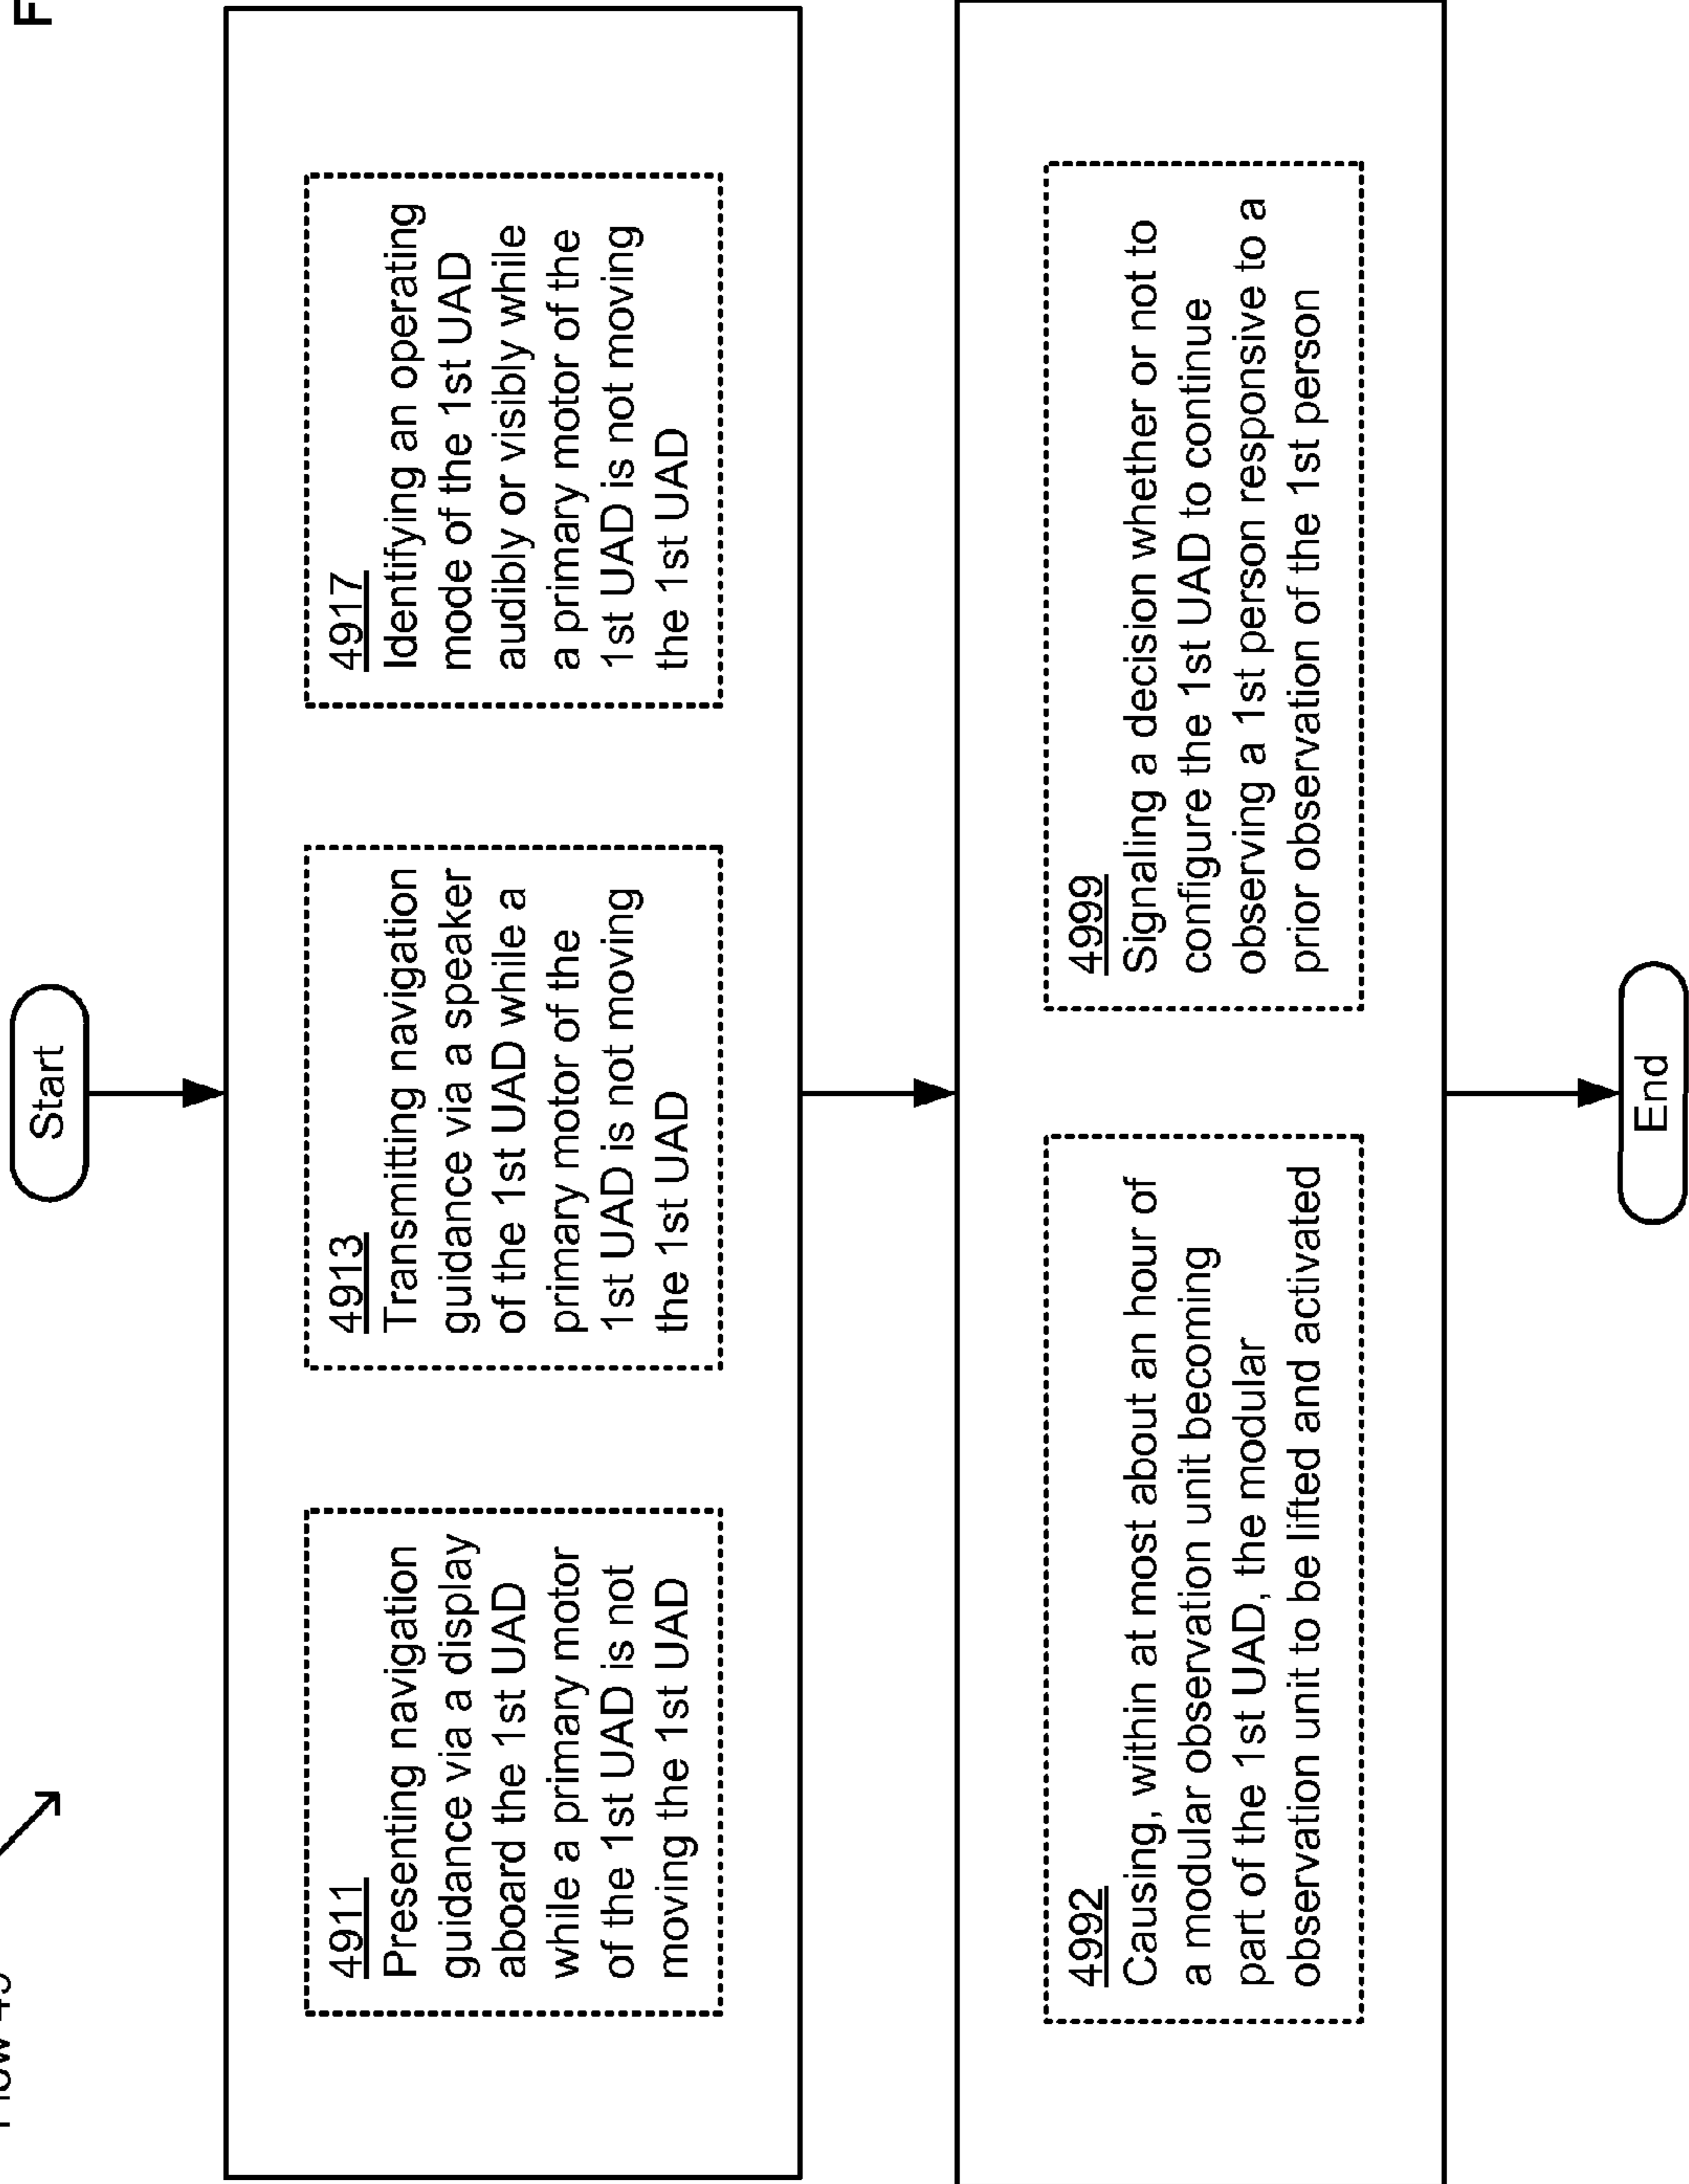 Start
4911
Presenting navigation
guidance via a display
aboard the 1st UAD
while a primary motor
of the 1st UAD is not
moving the 1st UAD
4913
Transmitting navigation
guidance via a speaker
of the 1st UAD while a
primary motor of the
1st UAD is not moving
the 1st UAD
4917
Identifying an operating
mode of the 1st UAD
audibly or visibly while
a primary motor of the
1st UAD is not moving
the 1st UAD
4992
Causing, within at most about an hour of
a modular observation unit becoming
part of the 1st UAD, the modular
observation unit to be lifted and activated
4999
Signaling a decision whether or not to
configure the 1st UAD to continue
observing a 1st person responsive to a
prior observation of the 1st person
End